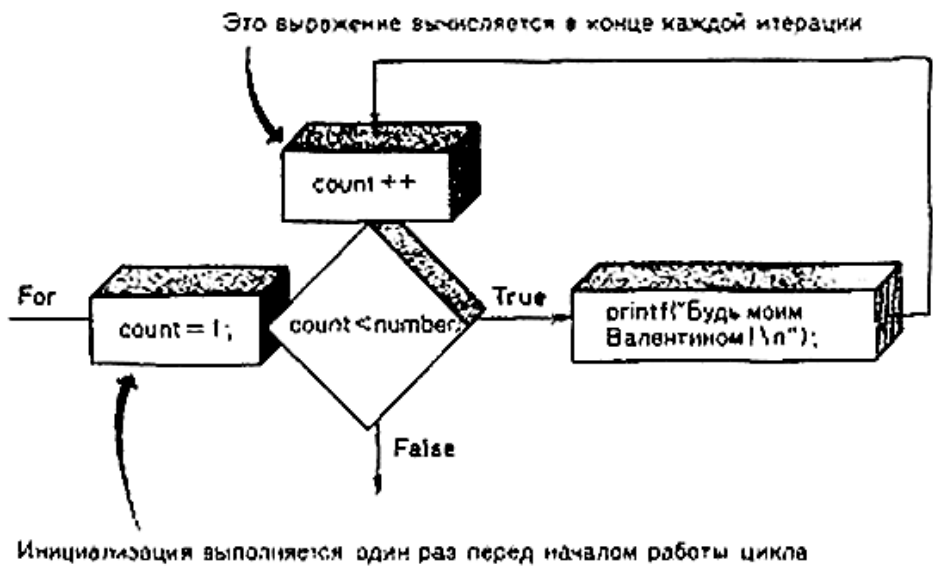 Это выражение вычисляется в конце каждой итерации
count ++
For
count = 1;
count<number
True
printf("Будь моим
Валентином!\n");
False
Инициализация выполняется один раз перед началом работы цикла